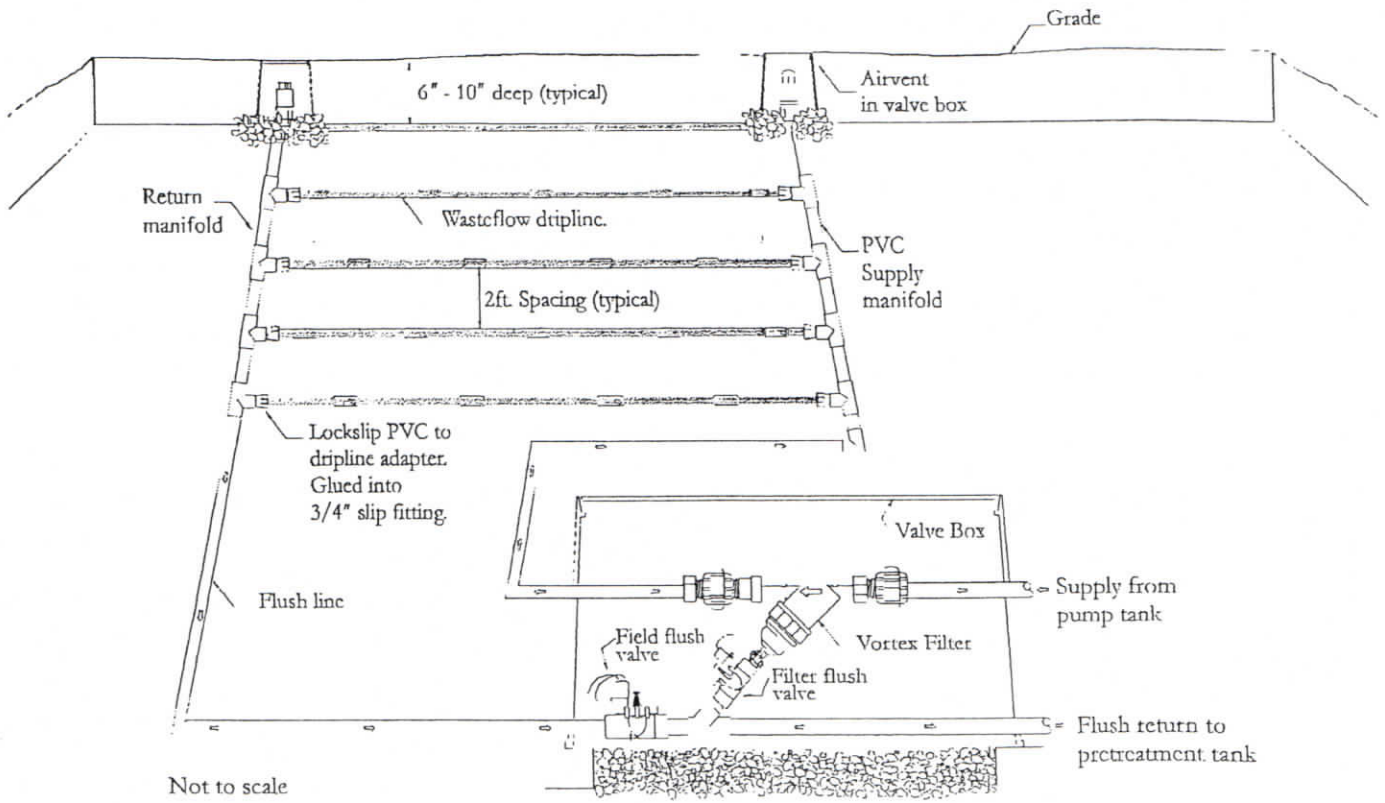 Grade
Airvent
in valve box
6" - 10" deep (typical)
Return
manifold
Wasteflow dripline.
PVC
Supply
manifold
2ft. Spacing (typical)
Lockslip PVC to
dripline adapter.
Glued into
3/4" slip fitting.
Valve Box
Flush line
Supply from
pump tank
Field flush
valve
Vortex Filter
Filter flush
valve
Flush return to
pretreatment tank
Not to scale